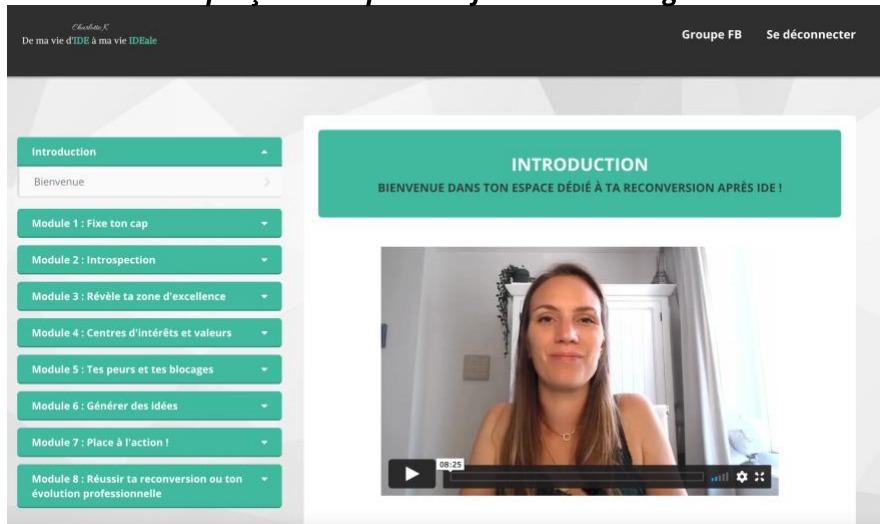 Charlotte K
De ma vie d'IDE à ma vie IDEale
Groupe FB
Se déconnecter
Introduction
Bienvenue
Module 1 : Fixe ton cap
Module 2 : Introspection
Module 3 : Révèle ta zone d'excellence
Module 4 : Centres d'intérêts et valeurs
Module 5 : Tes peurs et tes blocages
Module 6 : Générer des idées
Module 7 : Place à l'action !
Module 8 : Réussir ta reconversion ou ton
évolution professionnelle
INTRODUCTION
BIENVENUE DANS TON ESPACE DÉDIÉ À TA RECONVERSION APRÈS IDE !
08:25